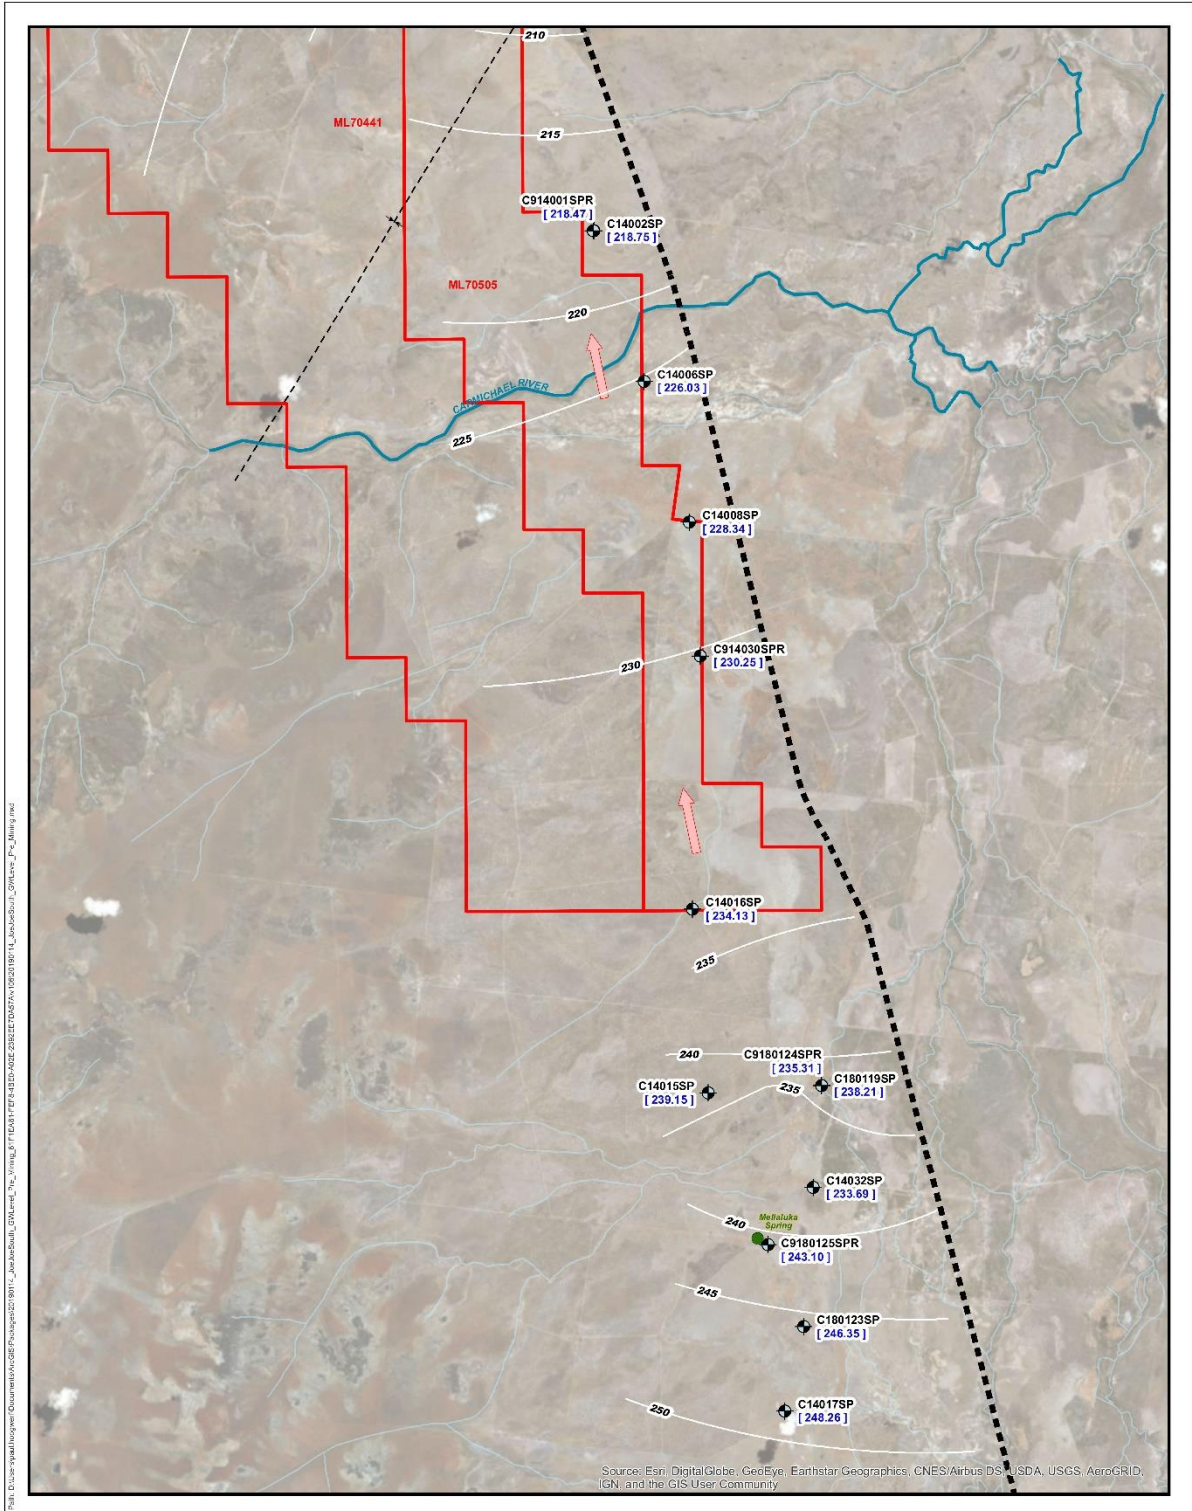 210
ML70441
215
C914001SPR
[ 218.47 ]
C14002SP
[ 218.75 ]
ML70505
220
C14006SP
[ 226.03 ]
CARMICHAEL RIVER
225
C14008SP
[ 228.34 ]
C914030SPR
[ 230.25 ]
230
C14016SP
[ 234.13 ]
235
240
C9180124SPR
[ 235.31 ]
C180119SP
[ 238.21 ]
C14015SP
[ 239.15 ]
235
C14032SP
[ 233.69 ]
Mellaluka
Spring
240
C9180125SPR
[ 243.10 ]
245
C180123SP
[ 246.35 ]
C14017SP
[ 248.26 ]
250
Source: Esri, DigitalGlobe, GeoEye, Earthstar Geographics, CNES/Airbus DS, USDA, USGS, AeroGRID,
IGN, and the GIS User Community